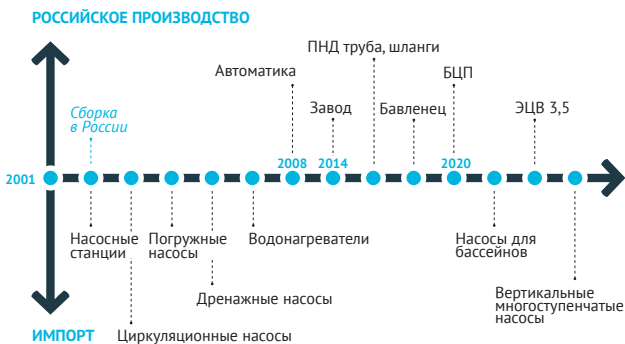 РОССИЙСКОЕ ПРОИЗВОДСТВО
ПНД труба, шланги
Автоматика
БЦП
Сборка
в России
Завод
Бавленец
ЭЦВ 3,5
2008
2014
2020
2001
Насосные
станции
Погружные
насосы
Водонагреватели
Насосы для
бассейнов
Дренажные насосы
Вертикальные
многоступенчатые
насосы
ИМПОРТ
Циркуляционные насосы